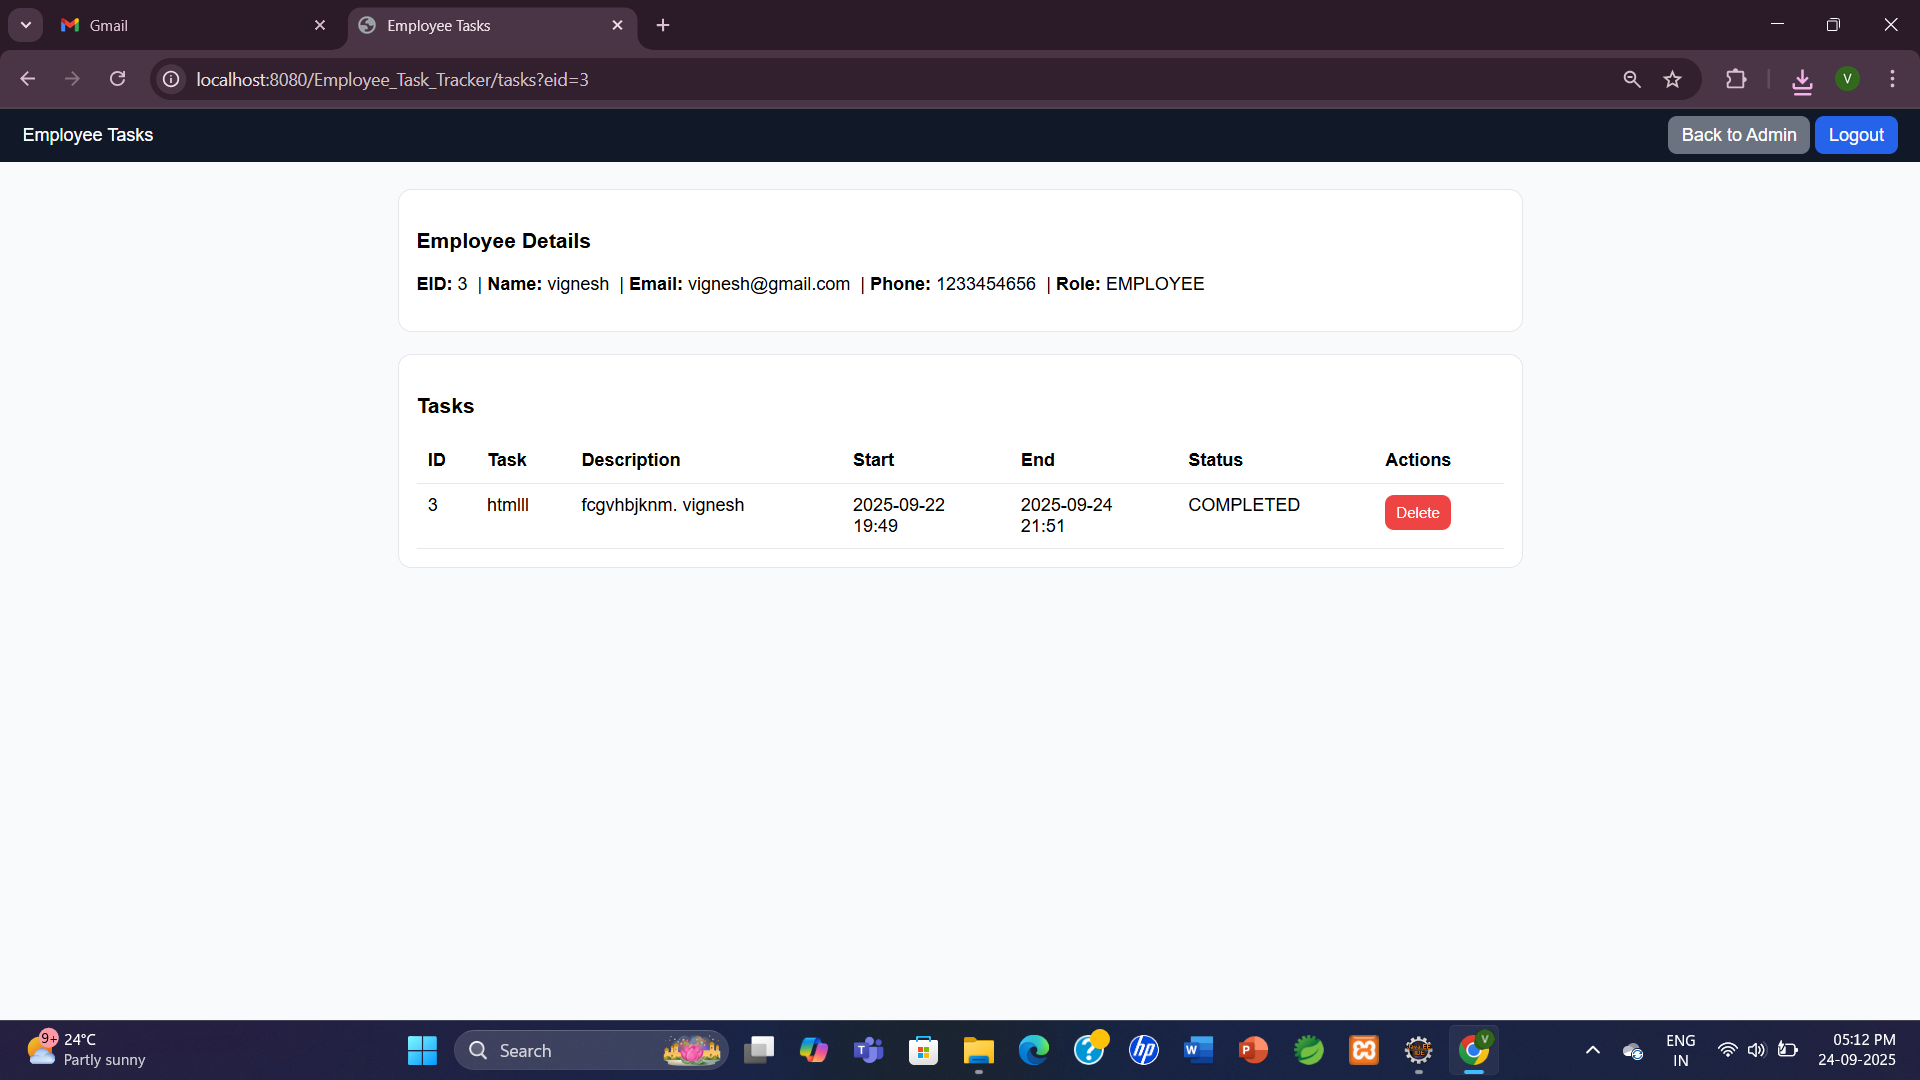 Gmail
Employee Tasks
localhost:8080/Employee_Task_Tracker/tasks?eid=3
V
Employee Tasks
Back to Admin
Logout
Employee Details
EID: 3 | Name: vignesh | Email: vignesh@gmail.com | Phone: 1233454656 | Role: EMPLOYEE
Tasks
ID Task Description Start End Status Actions
3 htmlll fcgvhbjknm. vignesh 2025-09-22 2025-09-24 COMPLETED Delete
19:49 21:51
9+
24°C
Partly sunny
Search
ENG
IN
05:12 PM
24-09-2025